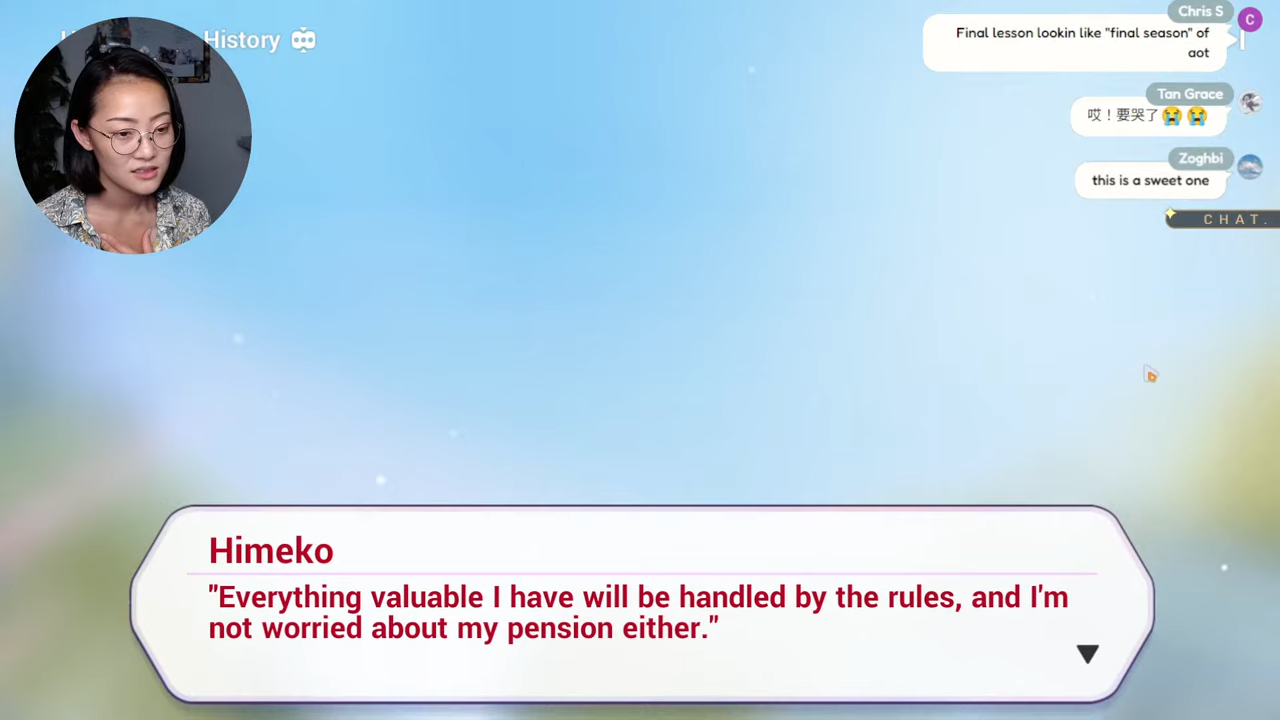 History
Chris S
C
Final lesson lookin like "final season" of
aot
Tan Grace
哎！要哭了😭😭
Zoghbi
this is a sweet one
CHAT.
Himeko
"Everything valuable I have will be handled by the rules, and I'm
not worried about my pension either."